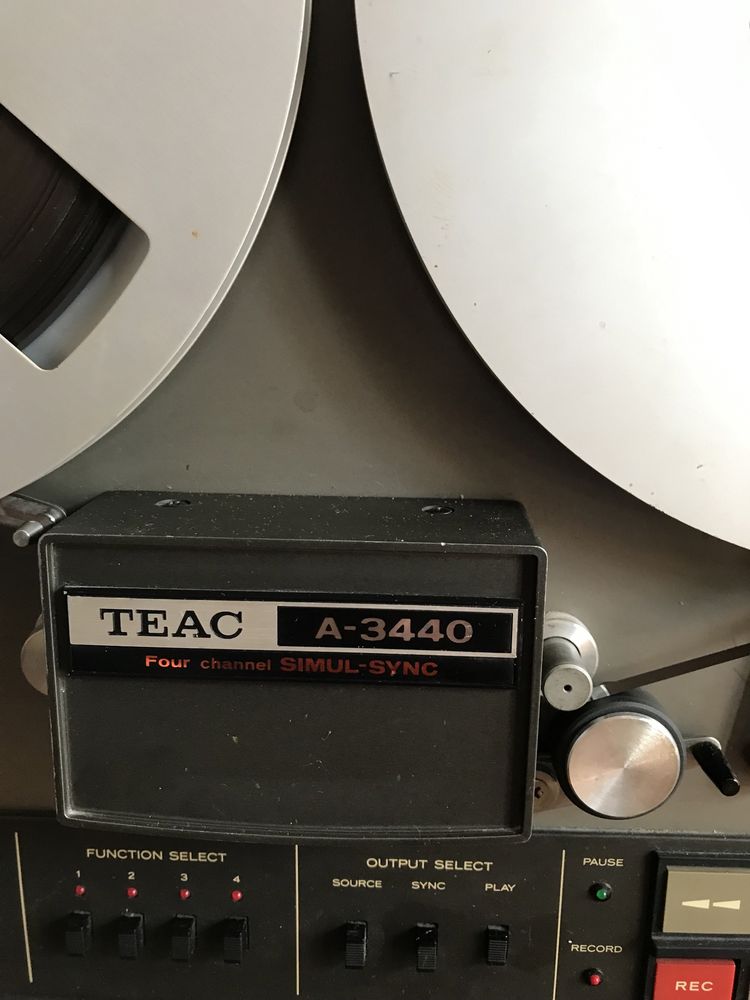 TEAC A-3440
Four channel SIMUL-SYNC
FUNCTION SELECT
1 2 3 4
OUTPUT SELECT
SOURCE SYNC PLAY
PAUSE
RECORD
REC